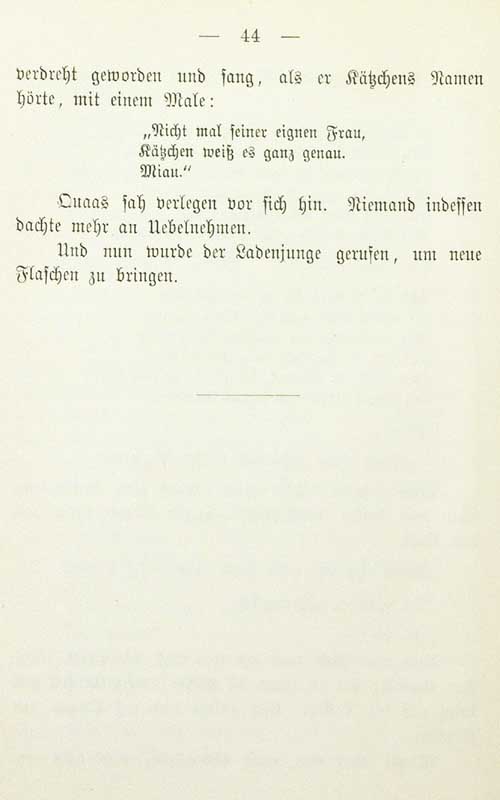 — 44 —
verdreht geworden und sang, als er Kätzchens Namen
hörte, mit einem Male:
„Nicht mal seiner eignen Frau,
Kätzchen weiß es ganz genau.
Miau.“
Quaas sah verlegen vor sich hin. Niemand indessen
dachte mehr an Uebelnehmen.
Und nun wurde der Ladenjunge gerufen, um neue
Flaschen zu bringen.